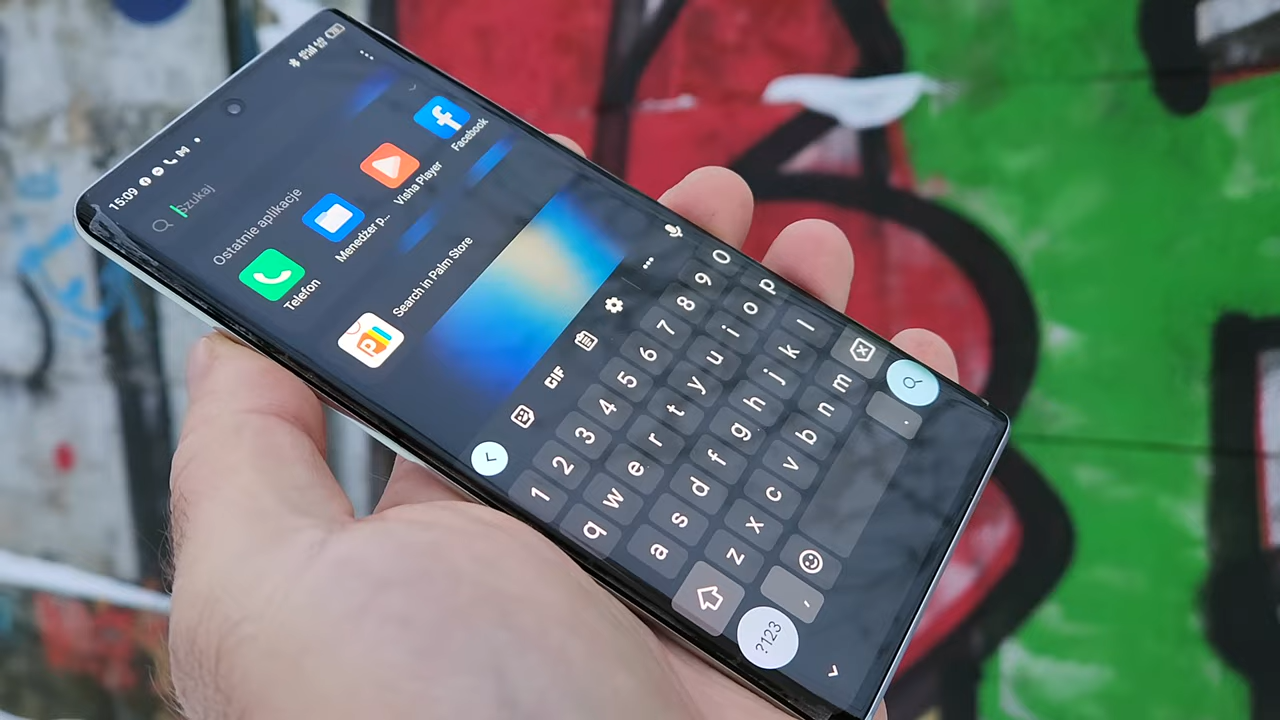 15:09
Szukaj
Ostatnie aplikacje
Telefon
Menedżer p...
Visha Player
Facebook
Search in Palm Store
GIF
1 2 3 4 5 6 7 8 9 0
q w e r t y u i o p
a s d f g h j k l
z x c v b n m
?123 , .